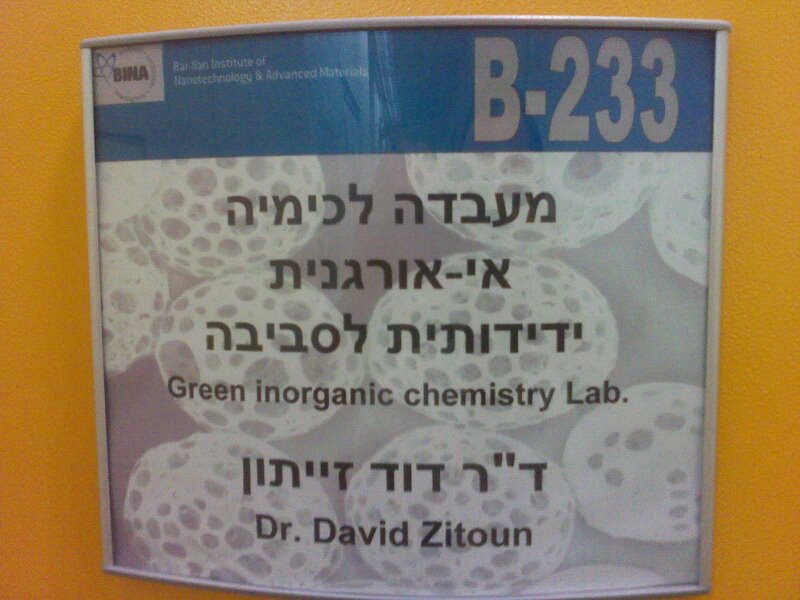 BINA
Bar-Ilan Institute of
Nanotechnology & Advanced Materials
B-233
מעבדה לכימיה
אי-אורגנית
ידידותית לסביבה
Green inorganic chemistry Lab.
ד"ר דוד זייתון
Dr. David Zitoun